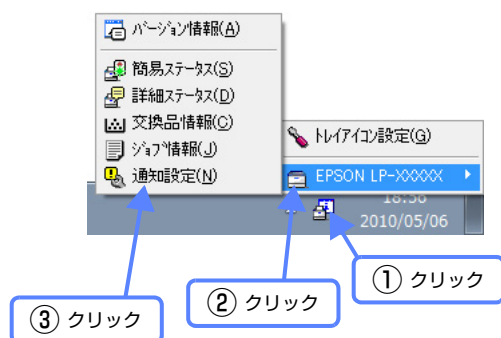 バージョン情報(A)
簡易ステータス(S)
詳細ステータス(D)
交換品情報(C)
ジョブ情報(J)
通知設定(N)
トレイアイコン設定(G)
EPSON LP-XXXXX
18:56
2010/05/06
① クリック
② クリック
③ クリック